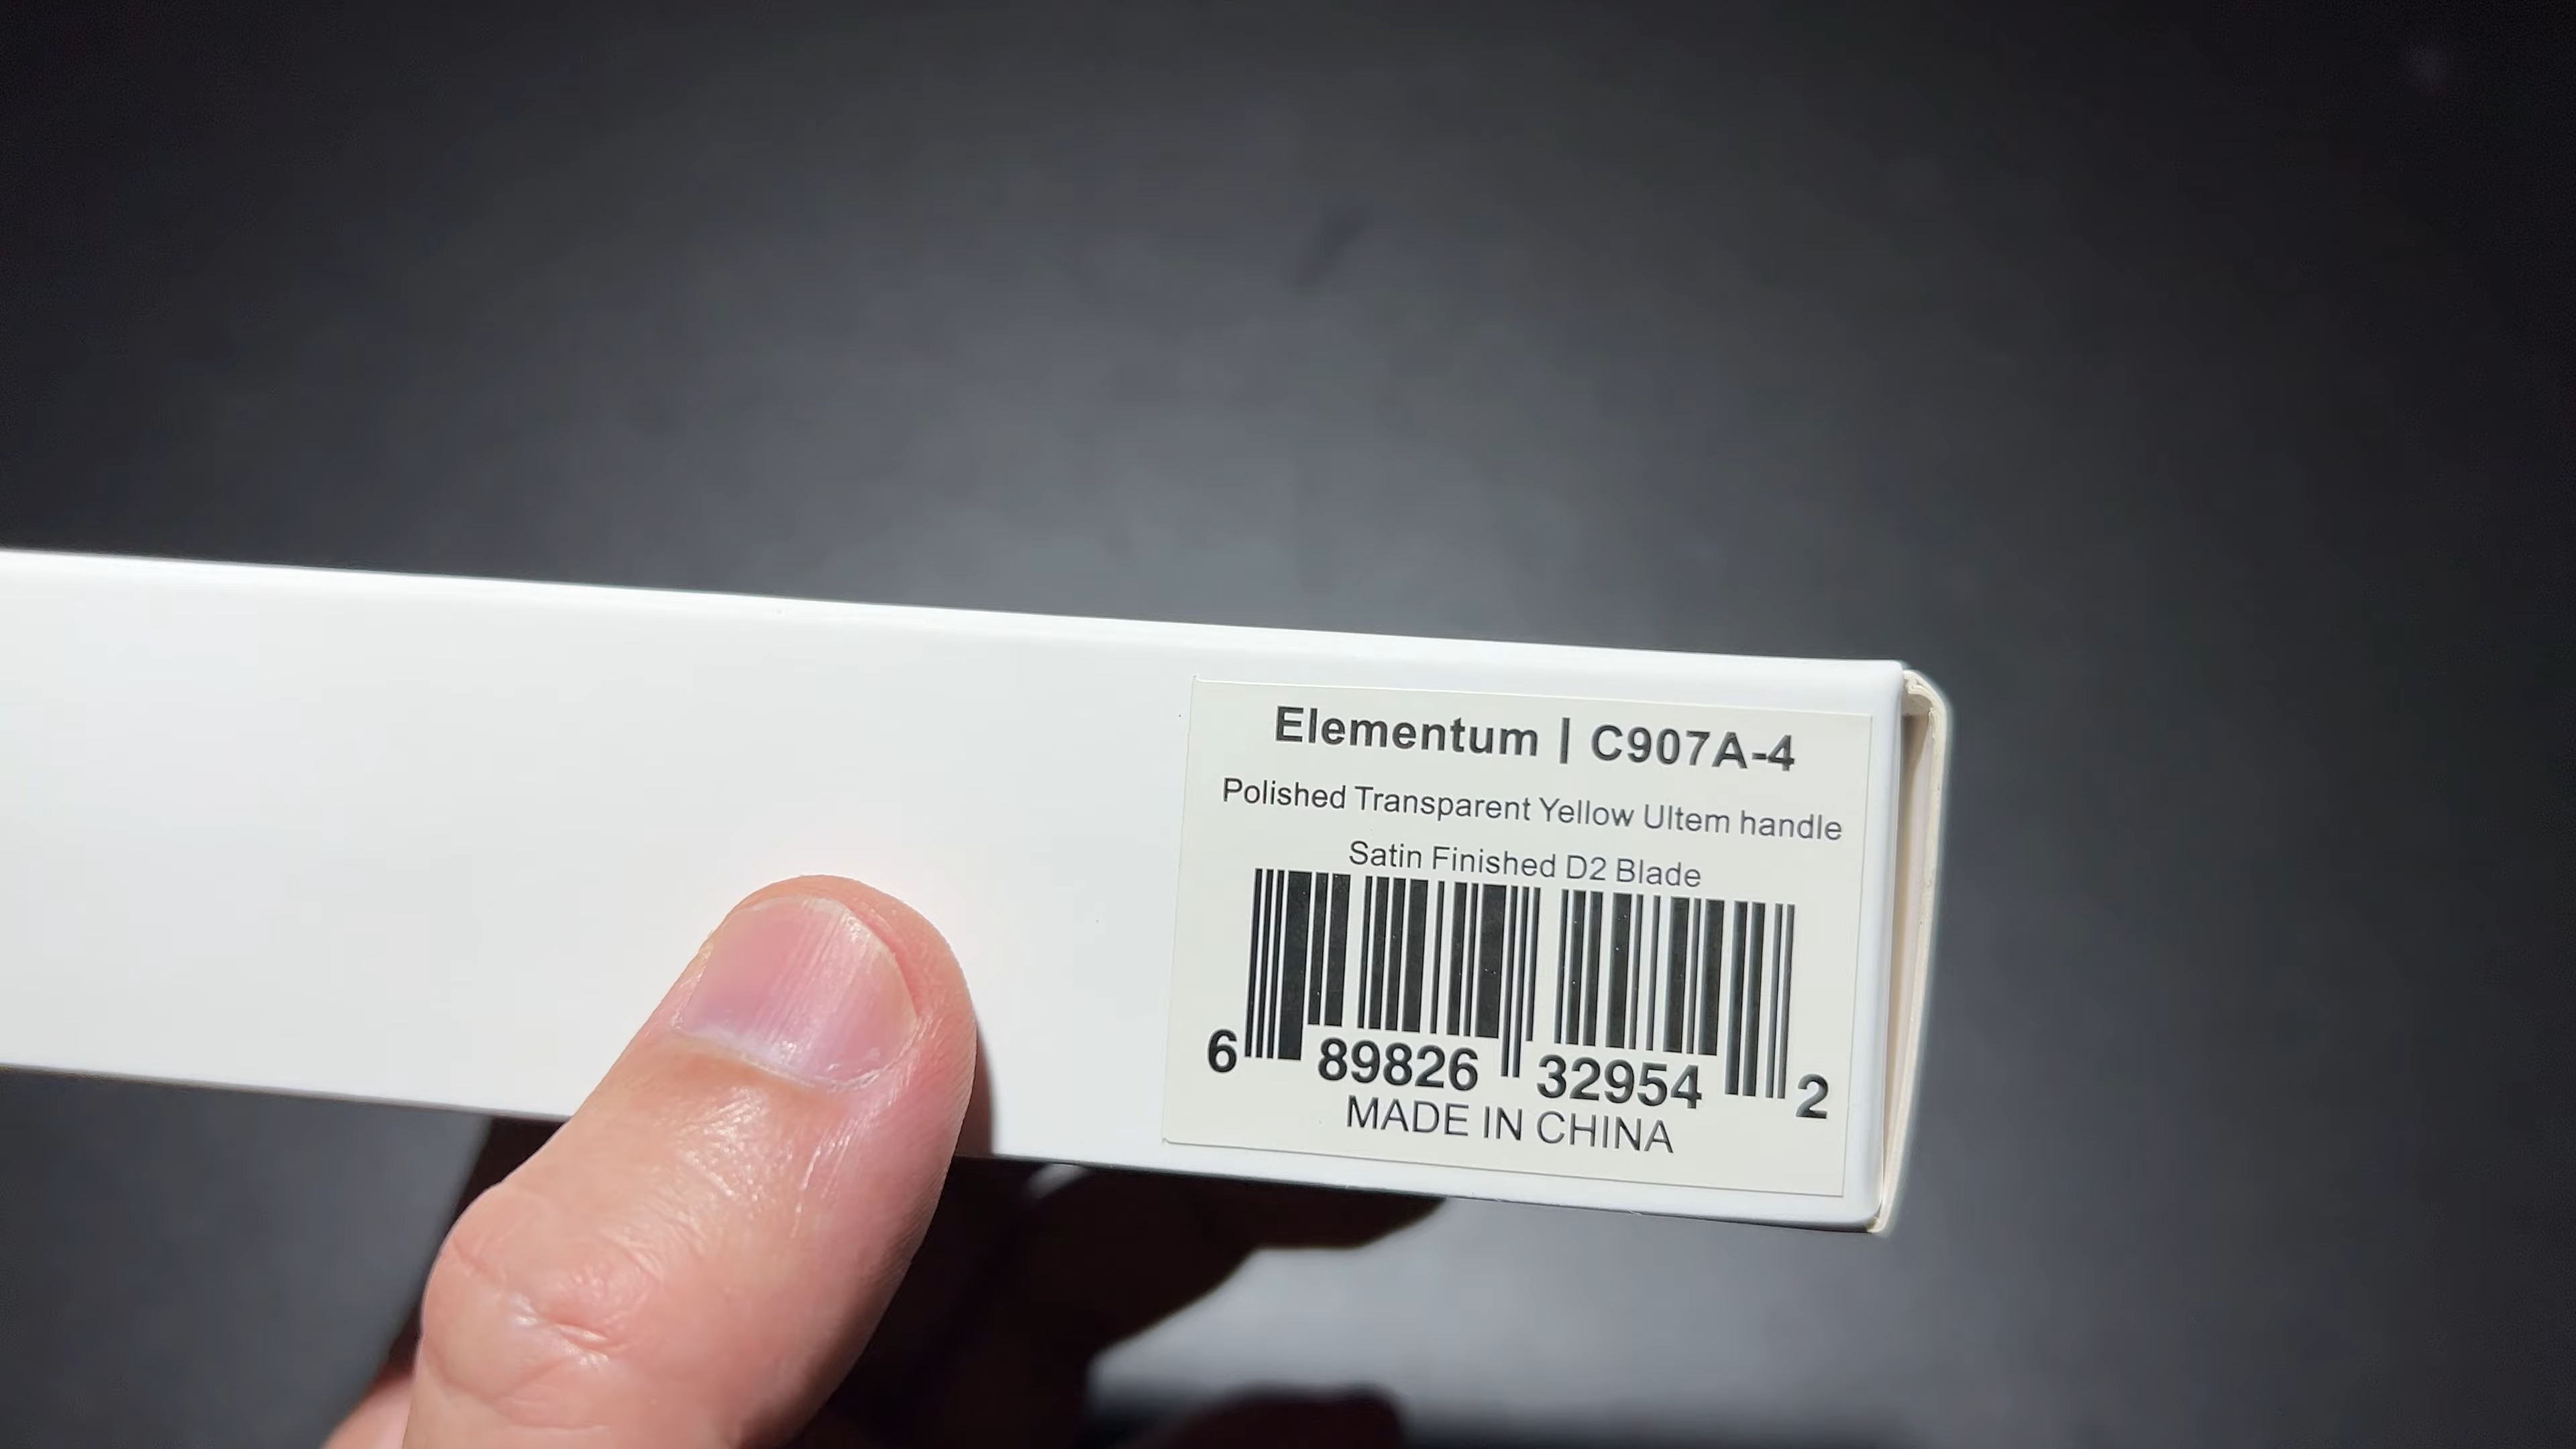 Elementum | C907A-4
Polished Transparent Yellow Ultem handle
Satin Finished D2 Blade
6 89826 32954 2
MADE IN CHINA